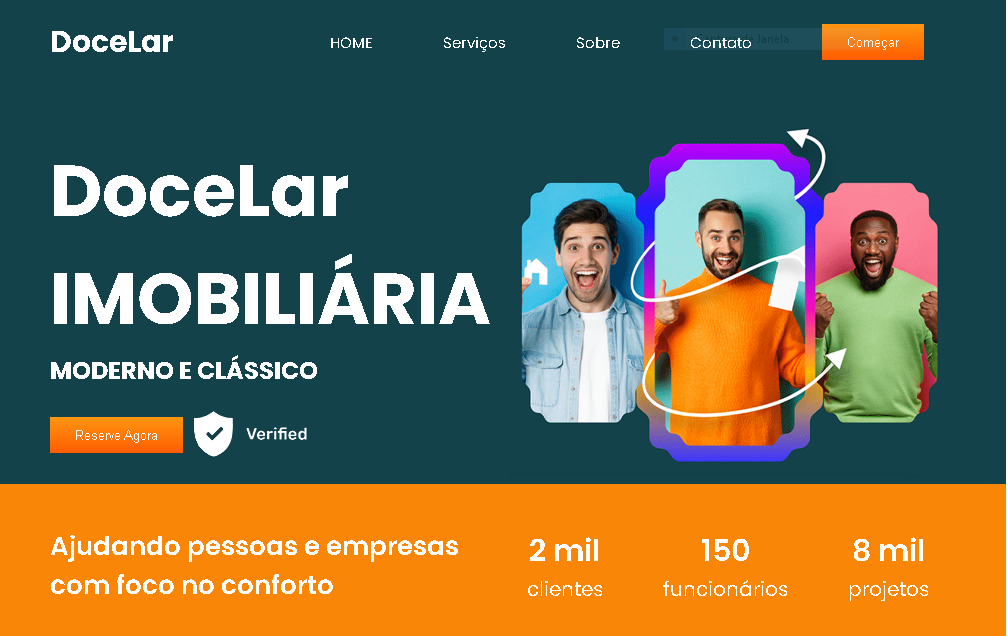 DoceLar
HOME
Serviços
Sobre
Contato
Começar
DoceLar
IMOBILIÁRIA
MODERNO E CLÁSSICO
Reserve Agora
Verified
Ajudando pessoas e empresas
com foco no conforto
2 mil
clientes
150
funcionários
8 mil
projetos